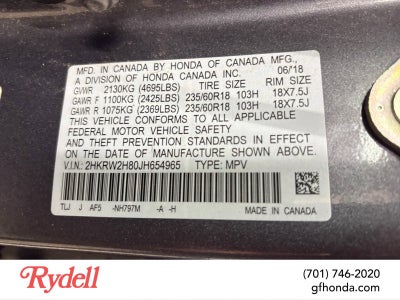 MFD. IN CANADA BY HONDA OF CANADA MFG.,
A DIVISION OF HONDA CANADA INC. 06/18
GVWR 2130KG (4695LBS) TIRE SIZE RIM SIZE
GAWR F 1100KG (2425LBS) 235/60R18 103H 18X7.5J
GAWR R 1075KG (2369LBS) 235/60R18 103H 18X7.5J
THIS VEHICLE CONFORMS TO ALL APPLICABLE
FEDERAL MOTOR VEHICLE SAFETY
AND THEFT PREVENTION STANDARDS IN EFFECT
ON THE DATE OF MANUFACTURE SHOWN ABOVE.
V.I.N.: 2HKRW2H80JH654965 TYPE: MPV
TLJ J AF5 -NH797M -A -H
MADE IN CANADA
Rydell
(701) 746-2020
gfhonda.com